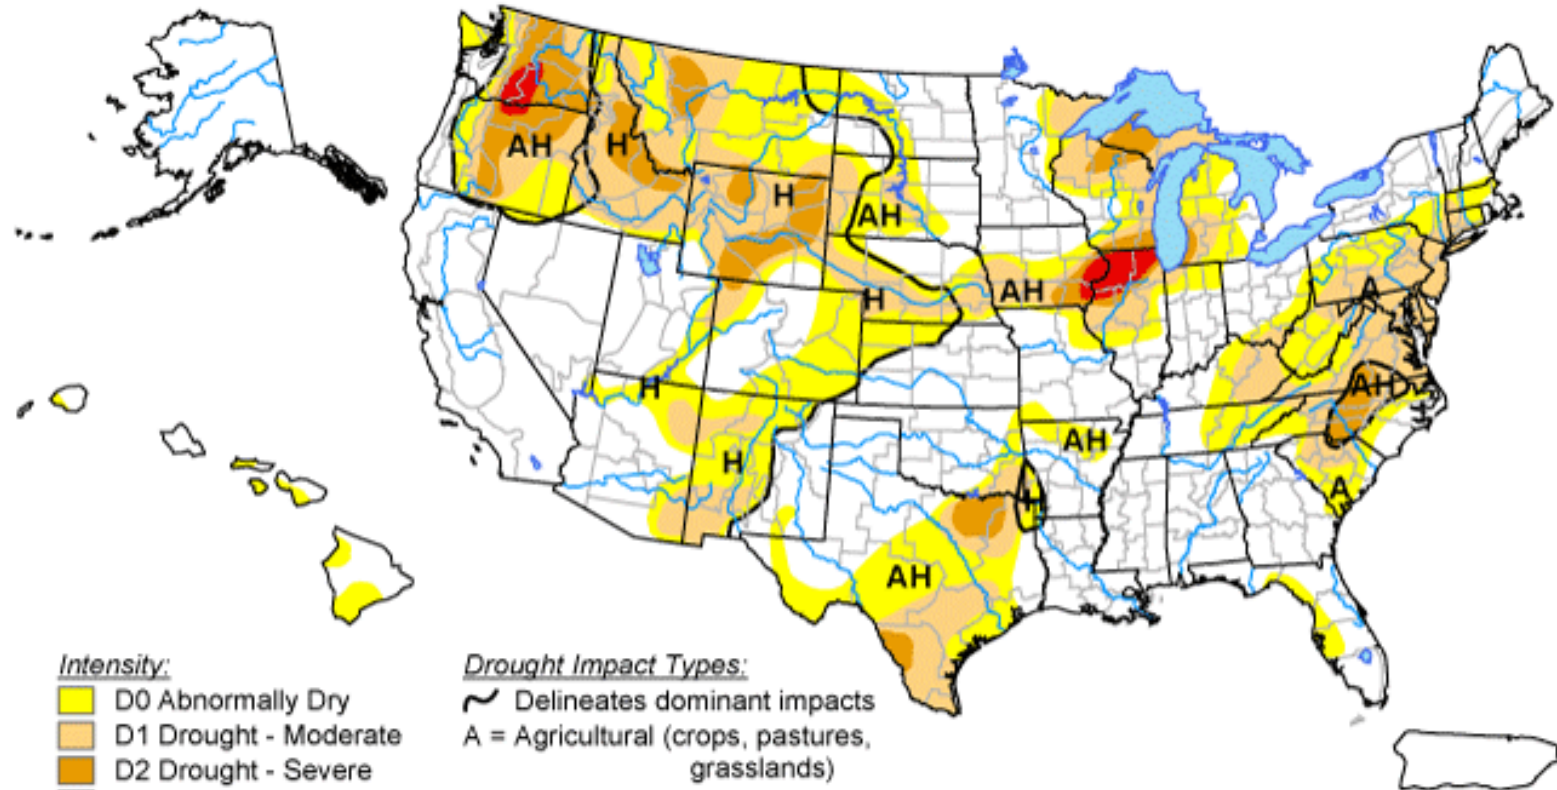 AH
H
H
AH
H
AH
A
H
AH
H
AH
H
A
AH
Intensity:
D0 Abnormally Dry
D1 Drought - Moderate
D2 Drought - Severe
Drought Impact Types:
Delineates dominant impacts
A = Agricultural (crops, pastures,
grasslands)